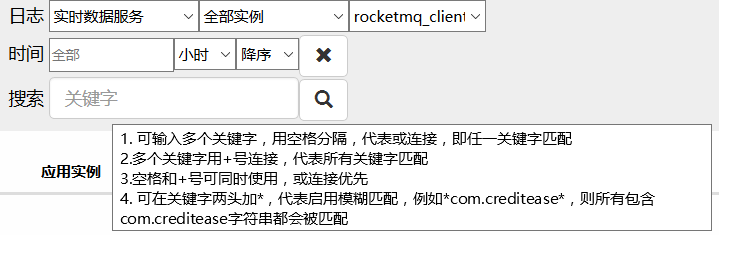 日志 实时数据服务 全部实例 rocketmq_client
时间 全部 小时 降序
搜索 关键字
应用实例
1. 可输入多个关键字，用空格分隔，代表或连接，即任一关键字匹配
2.多个关键字用+号连接，代表所有关键字匹配
3.空格和+号可同时使用，或连接优先
4. 可在关键字两头加*，代表启用模糊匹配，例如*com.creditease*，则所有包含
com.creditease字符串都会被匹配